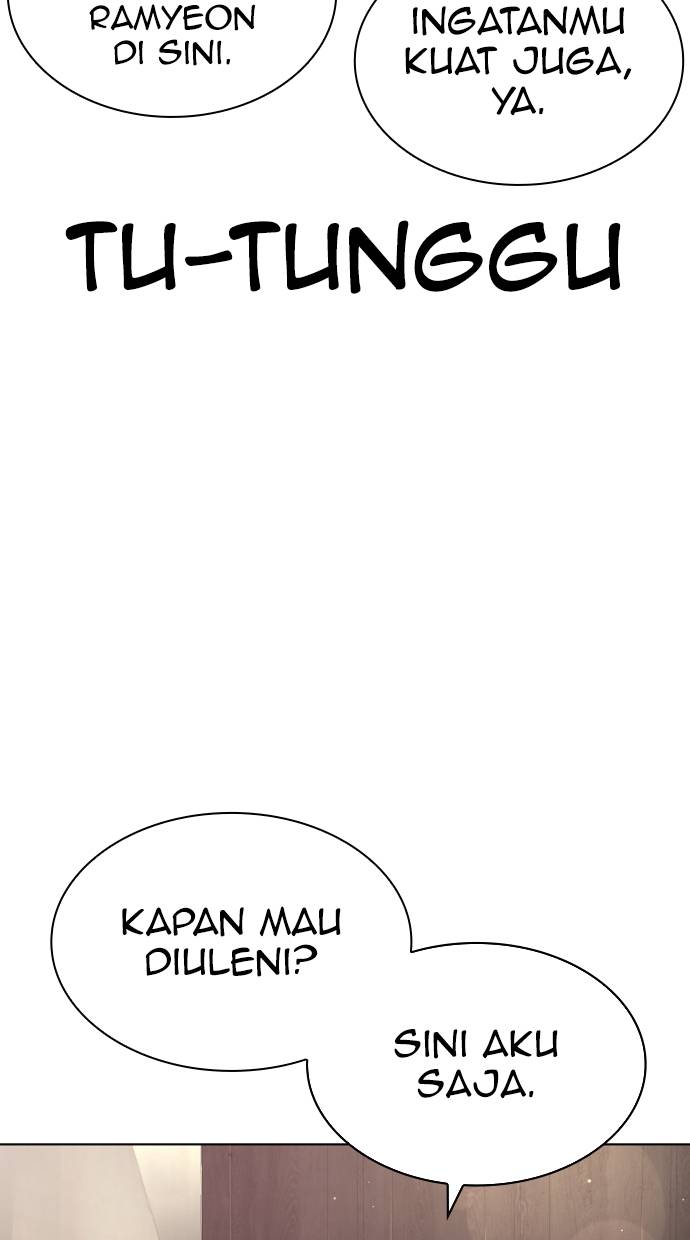 RAMYEON
DI SINI.
INGATANMU
KUAT JUGA,
YA.
TU-TUNGGU
KAPAN MAU
DIULENI?
SINI AKU
SAJA.